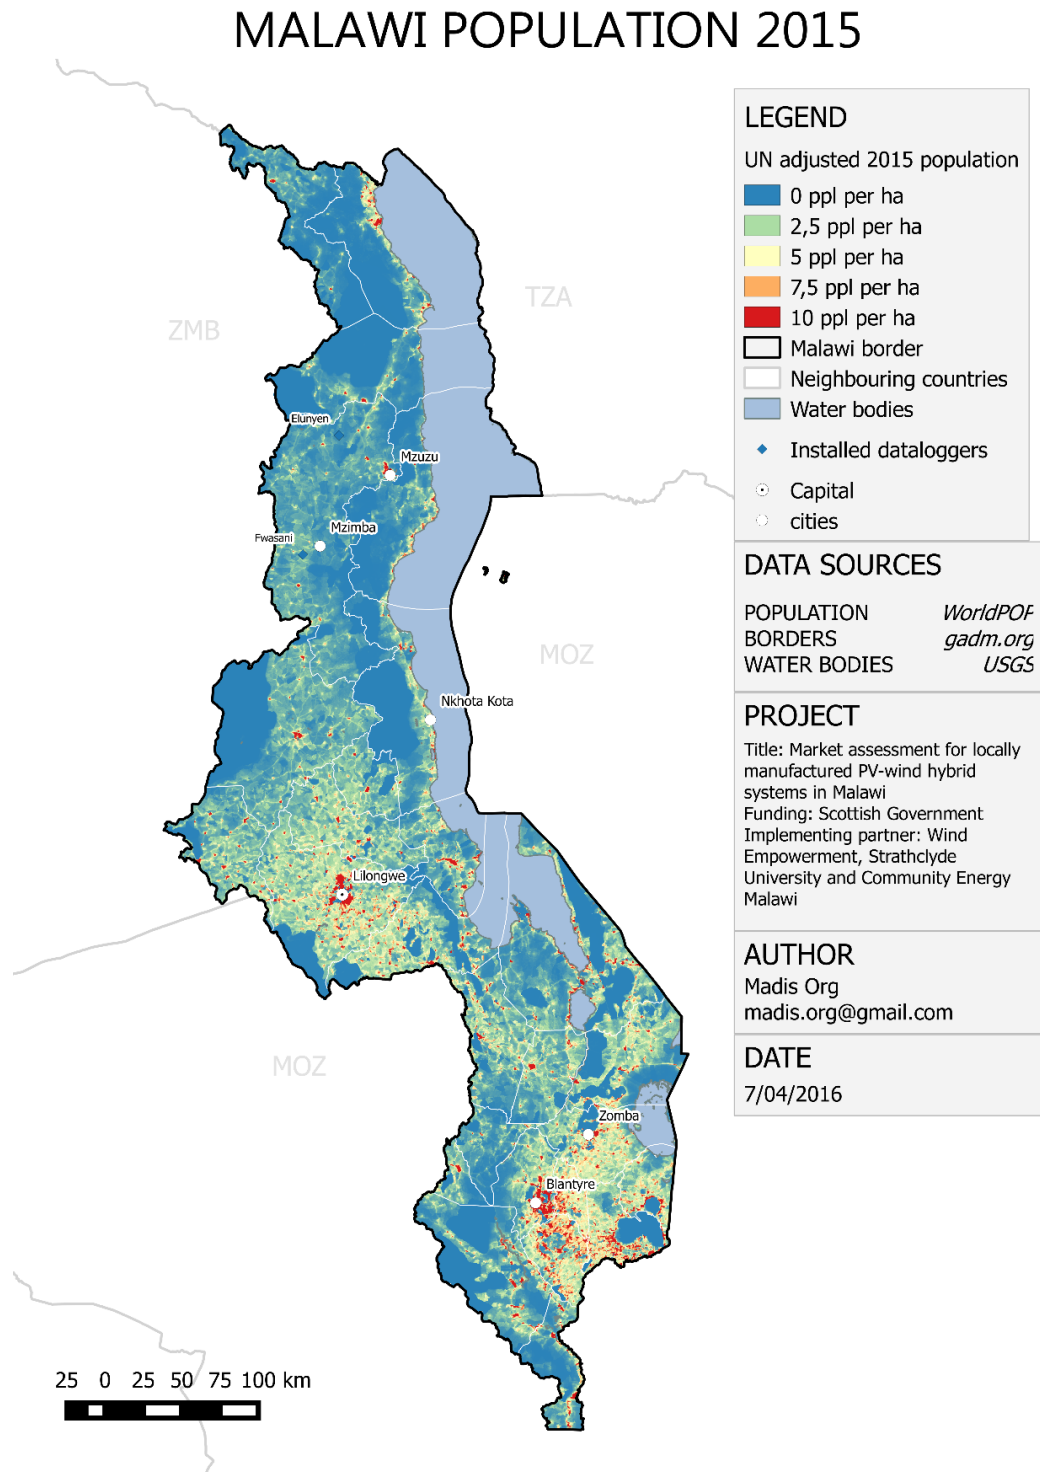 MALAWI POPULATION 2015
LEGEND
UN adjusted 2015 population
0 ppl per ha
2,5 ppl per ha
5 ppl per ha
7,5 ppl per ha
10 ppl per ha
Malawi border
Neighbouring countries
Water bodies
Installed dataloggers
Capital
cities
DATA SOURCES
POPULATION WorldPOP
BORDERS gadm.org
WATER BODIES USGS
PROJECT
Title: Market assessment for locally
manufactured PV-wind hybrid
systems in Malawi
Funding: Scottish Government
Implementing partner: Wind
Empowerment, Strathclyde
University and Community Energy
Malawi
AUTHOR
Madis Org
madis.org@gmail.com
DATE
7/04/2016
TZA
ZMB
Elunyen
Mzuzu
Mzimba
Fwasani
MOZ
Nkhota Kota
Lilongwe
MOZ
Zomba
Blantyre
25 0 25 50 75 100 km